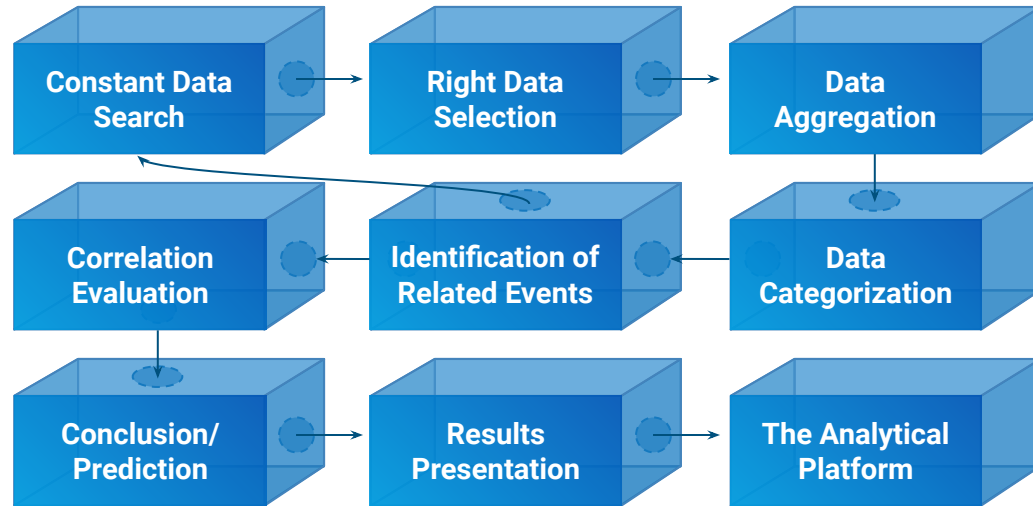 Constant Data
Search
Right Data
Selection
Data
Aggregation
Correlation
Evaluation
Identification of
Related Events
Data
Categorization
Conclusion/
Prediction
Results
Presentation
The Analytical
Platform